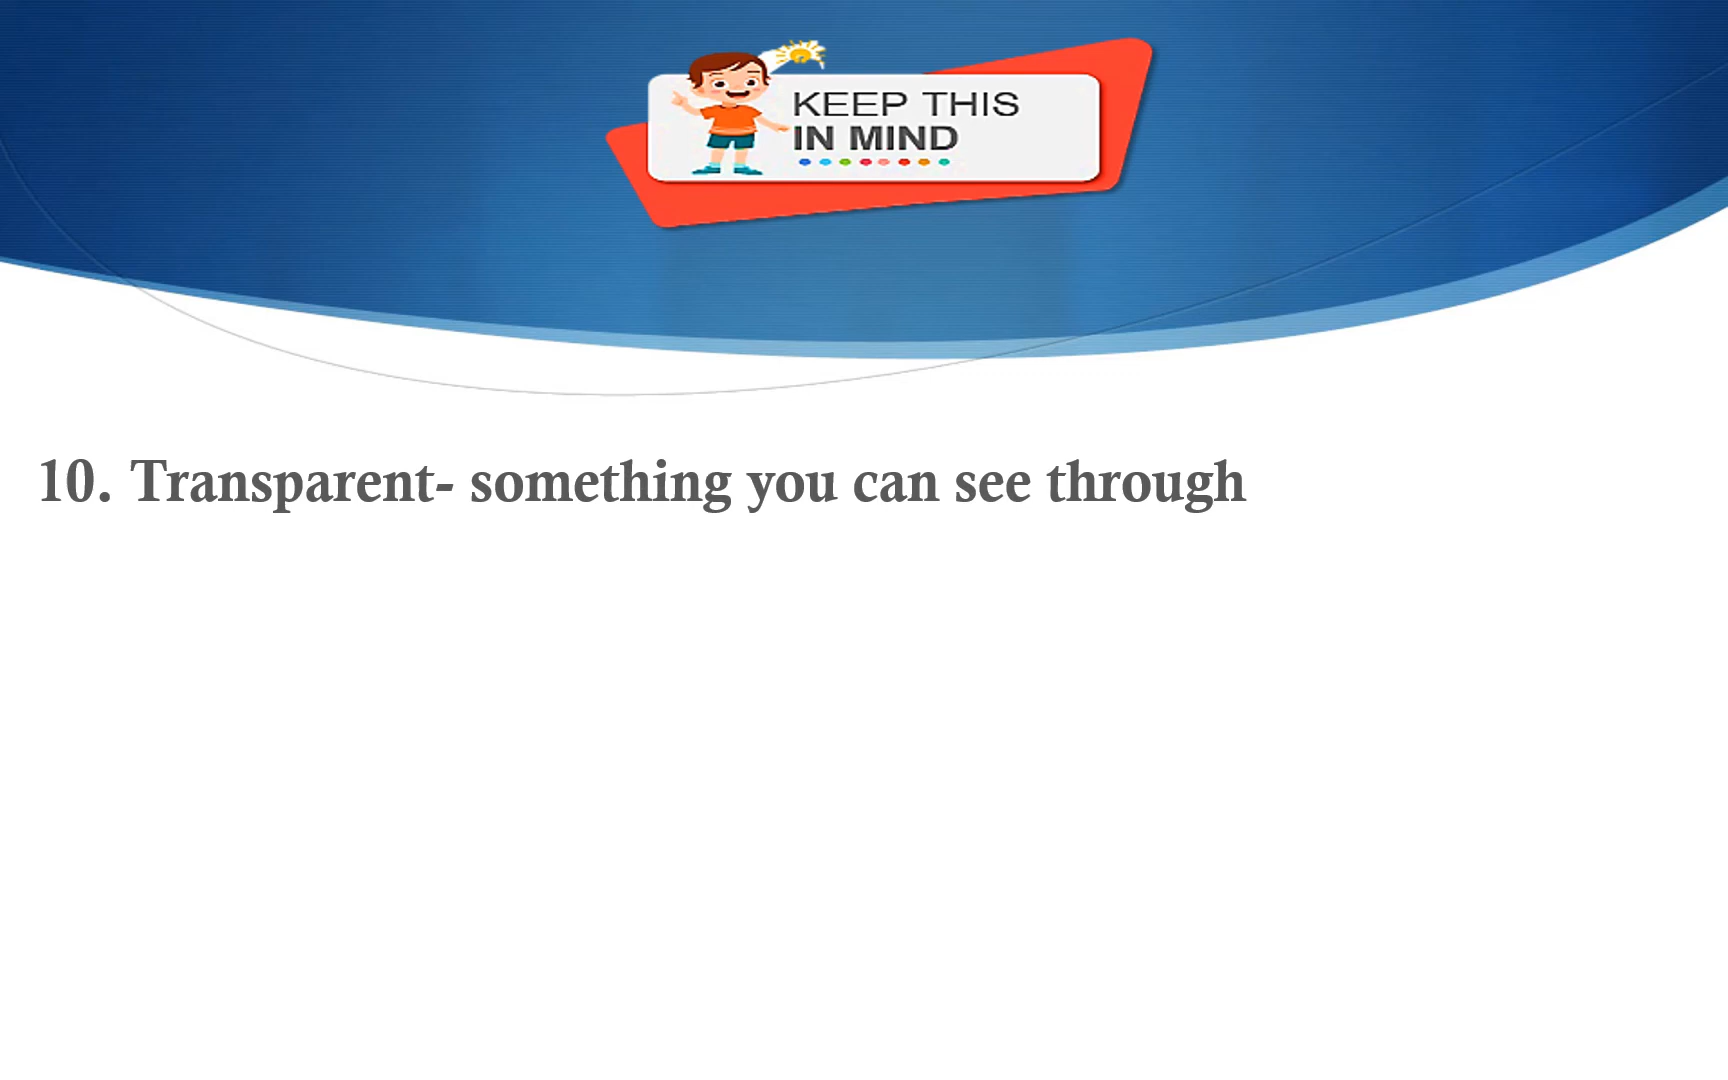 KEEP THIS
IN MIND
10. Transparent- something you can see through